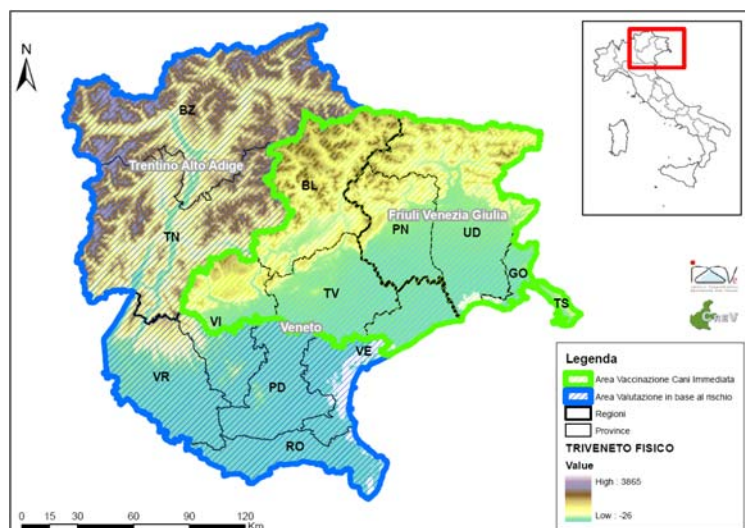 N
BZ
Trentino Alto Adige
BL
Friuli Venezia Giulia
PN
UD
TN
GO
TV
TS
VI
Veneto
VE
VR
PD
RO
Legenda
Area Vaccinazione Cani Immediata
Area Valutazione in base al rischio
Regioni
Province
TRIVENETO FISICO
Value
High : 3865
Low : -26
0 15 30 60 90 120
Km